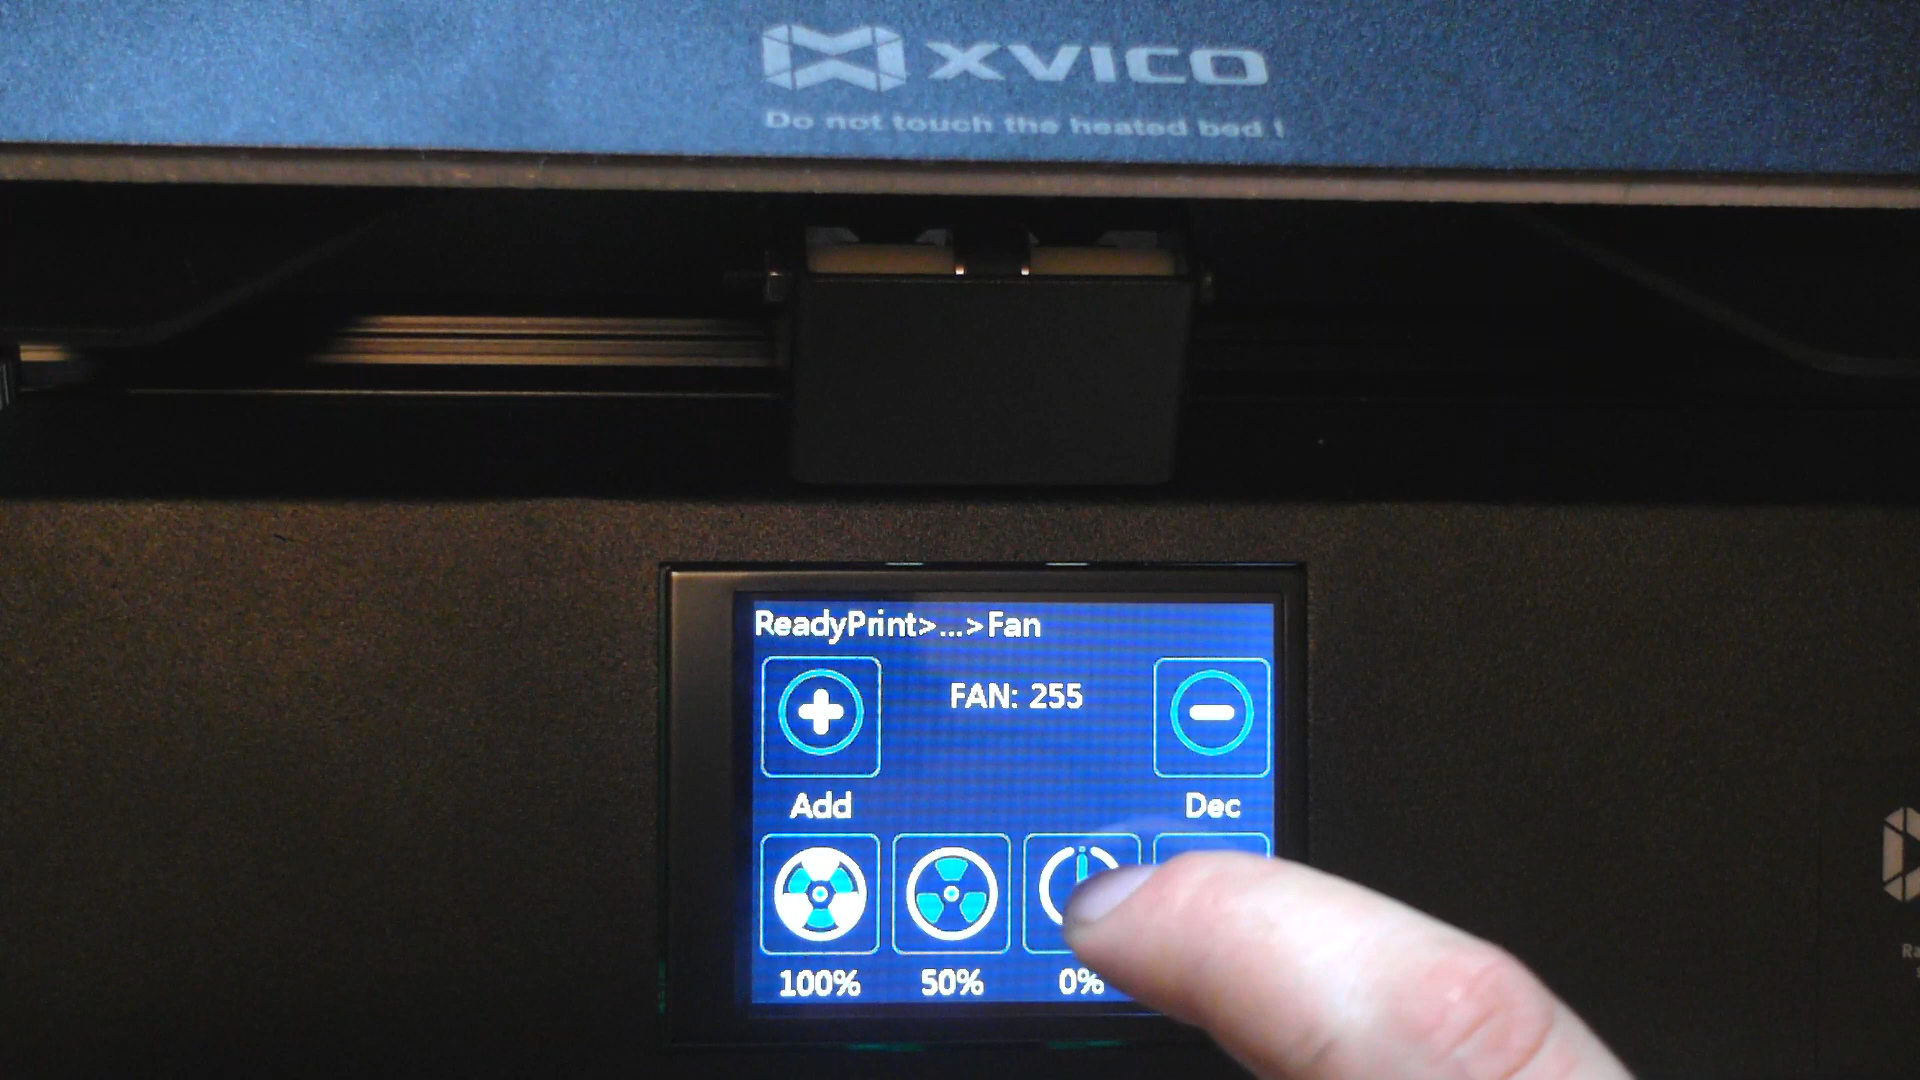 XVICO
Do not touch the heated bed !
ReadyPrint>...>Fan
FAN: 255
Add
Dec
100%
50%
0%